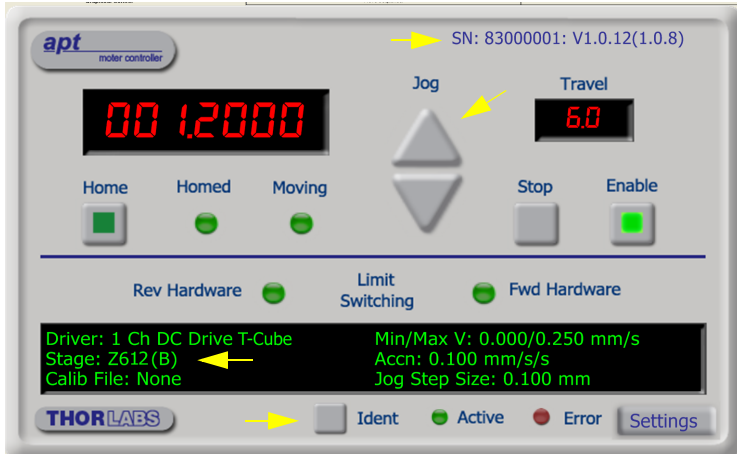 apt
moter controller
SN: 83000001: V1.0.12(1.0.8)
Jog
Travel
001.2000
6.0
Home
Homed
Moving
Stop
Enable
Rev Hardware
Limit
Switching
Fwd Hardware
Driver: 1 Ch DC Drive T-Cube
Stage: Z612(B)
Calib File: None
Min/Max V: 0.000/0.250 mm/s
Accn: 0.100 mm/s/s
Jog Step Size: 0.100 mm
THORLABS
Ident
Active
Error
Settings